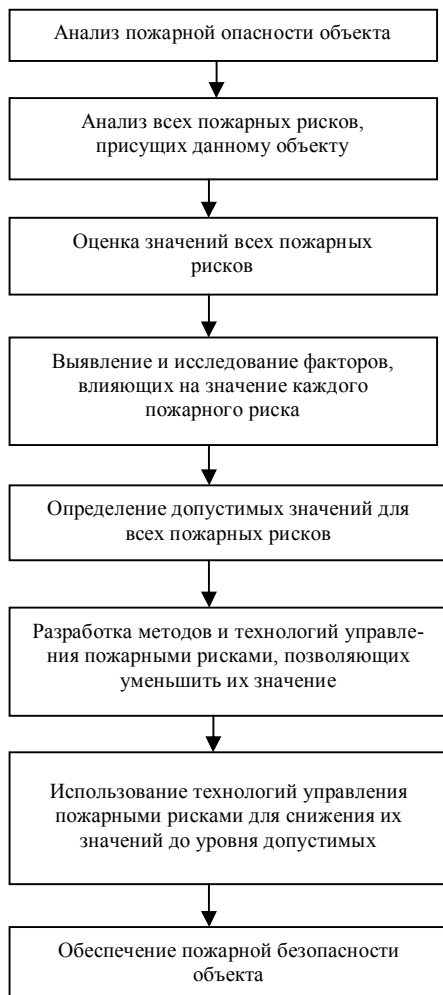 Анализ пожарной опасности объекта
Анализ всех пожарных рисков,
присущих данному объекту
Оценка значений всех пожарных
рисков
Выявление и исследование факторов,
влияющих на значение каждого
пожарного риска
Определение допустимых значений для
всех пожарных рисков
Разработка методов и технологий управле-
ния пожарными рисками, позволяющих
уменьшить их значение
Использование технологий управления
пожарными рисками для снижения их
значений до уровня допустимых
Обеспечение пожарной безопасности
объекта